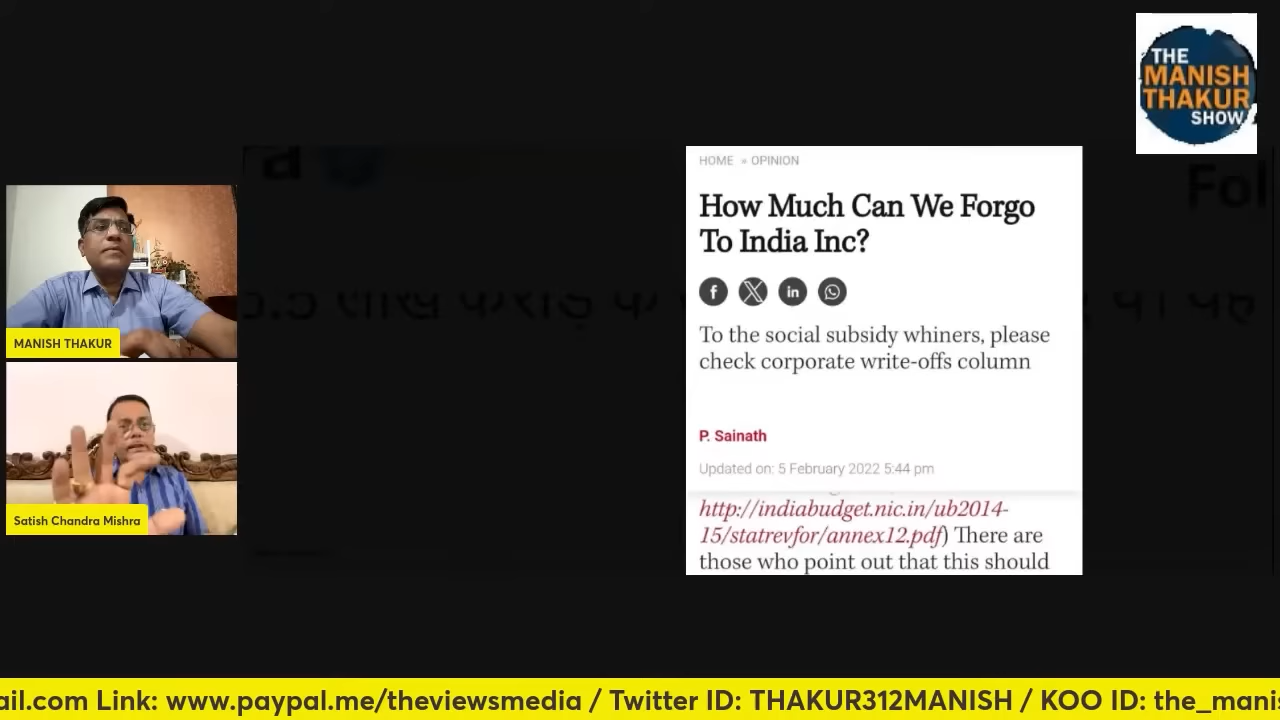 THE
MANISH
THAKUR
SHOW
HOME » OPINION
How Much Can We Forgo
To India Inc?
To the social subsidy whiners, please
check corporate write-offs column
P. Sainath
Updated on: 5 February 2022 5:44 pm
http://indiabudget.nic.in/ub2014-
15/statrevfor/annex12.pdf) There are
those who point out that this should
MANISH THAKUR
Satish Chandra Mishra
ail.com Link: www.paypal.me/theviewsmedia / Twitter ID: THAKUR312MANISH / KOO ID: the_manis